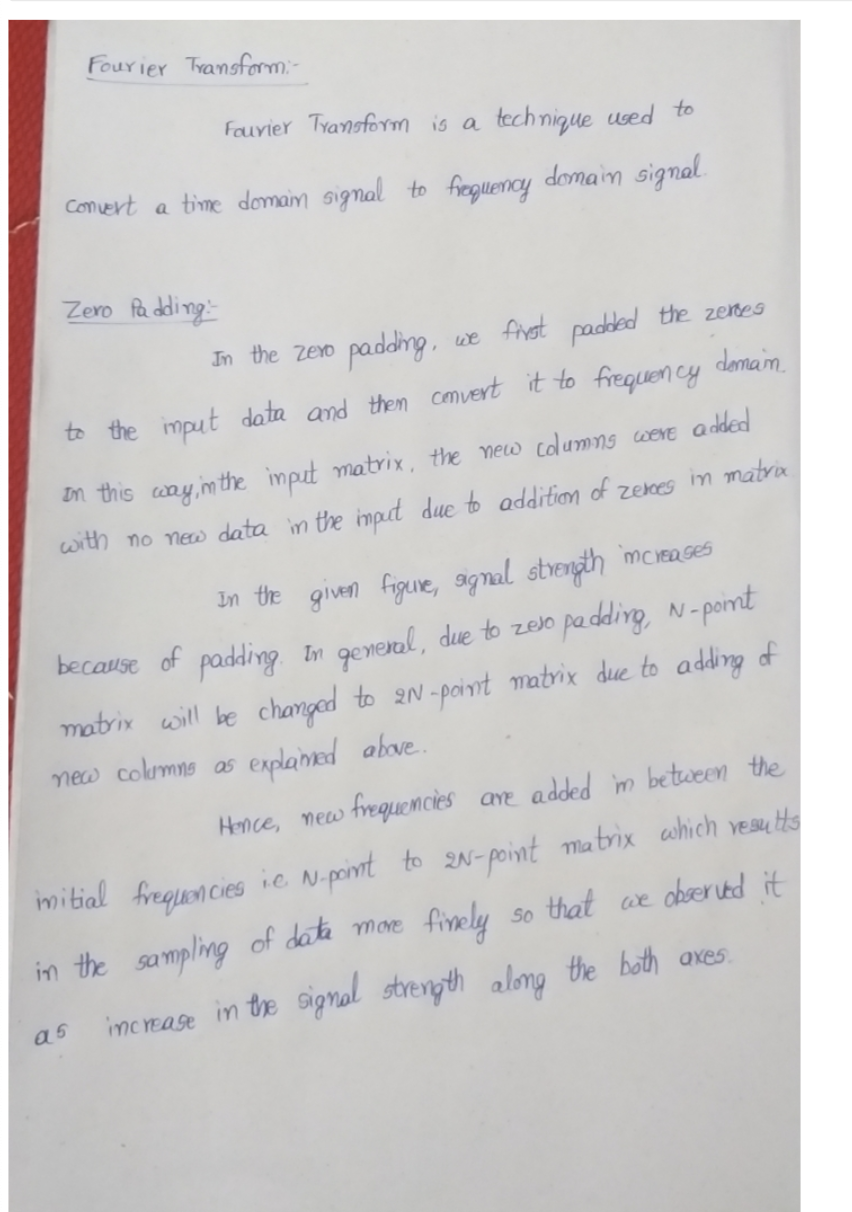 Fourier Transform:-
Fourier Transform is a technique used to
convert a time domain signal to frequency domain signal.
Zero Padding:-
In the zero padding, we first padded the zeroes
to the input data and then convert it to frequency domain.
In this way, in the input matrix, the new columns were added
with no new data in the input due to addition of zeroes in matrix
In the given figure, signal strength increases
because of padding. In general, due to zero padding, N-point
matrix will be changed to 2N-point matrix due to adding of
new columns as explained above.
Hence, new frequencies are added in between the
initial frequencies i.e. N-point to 2N-point matrix which results
in the sampling of data more finely so that we observed it
as increase in the signal strength along the both axes.